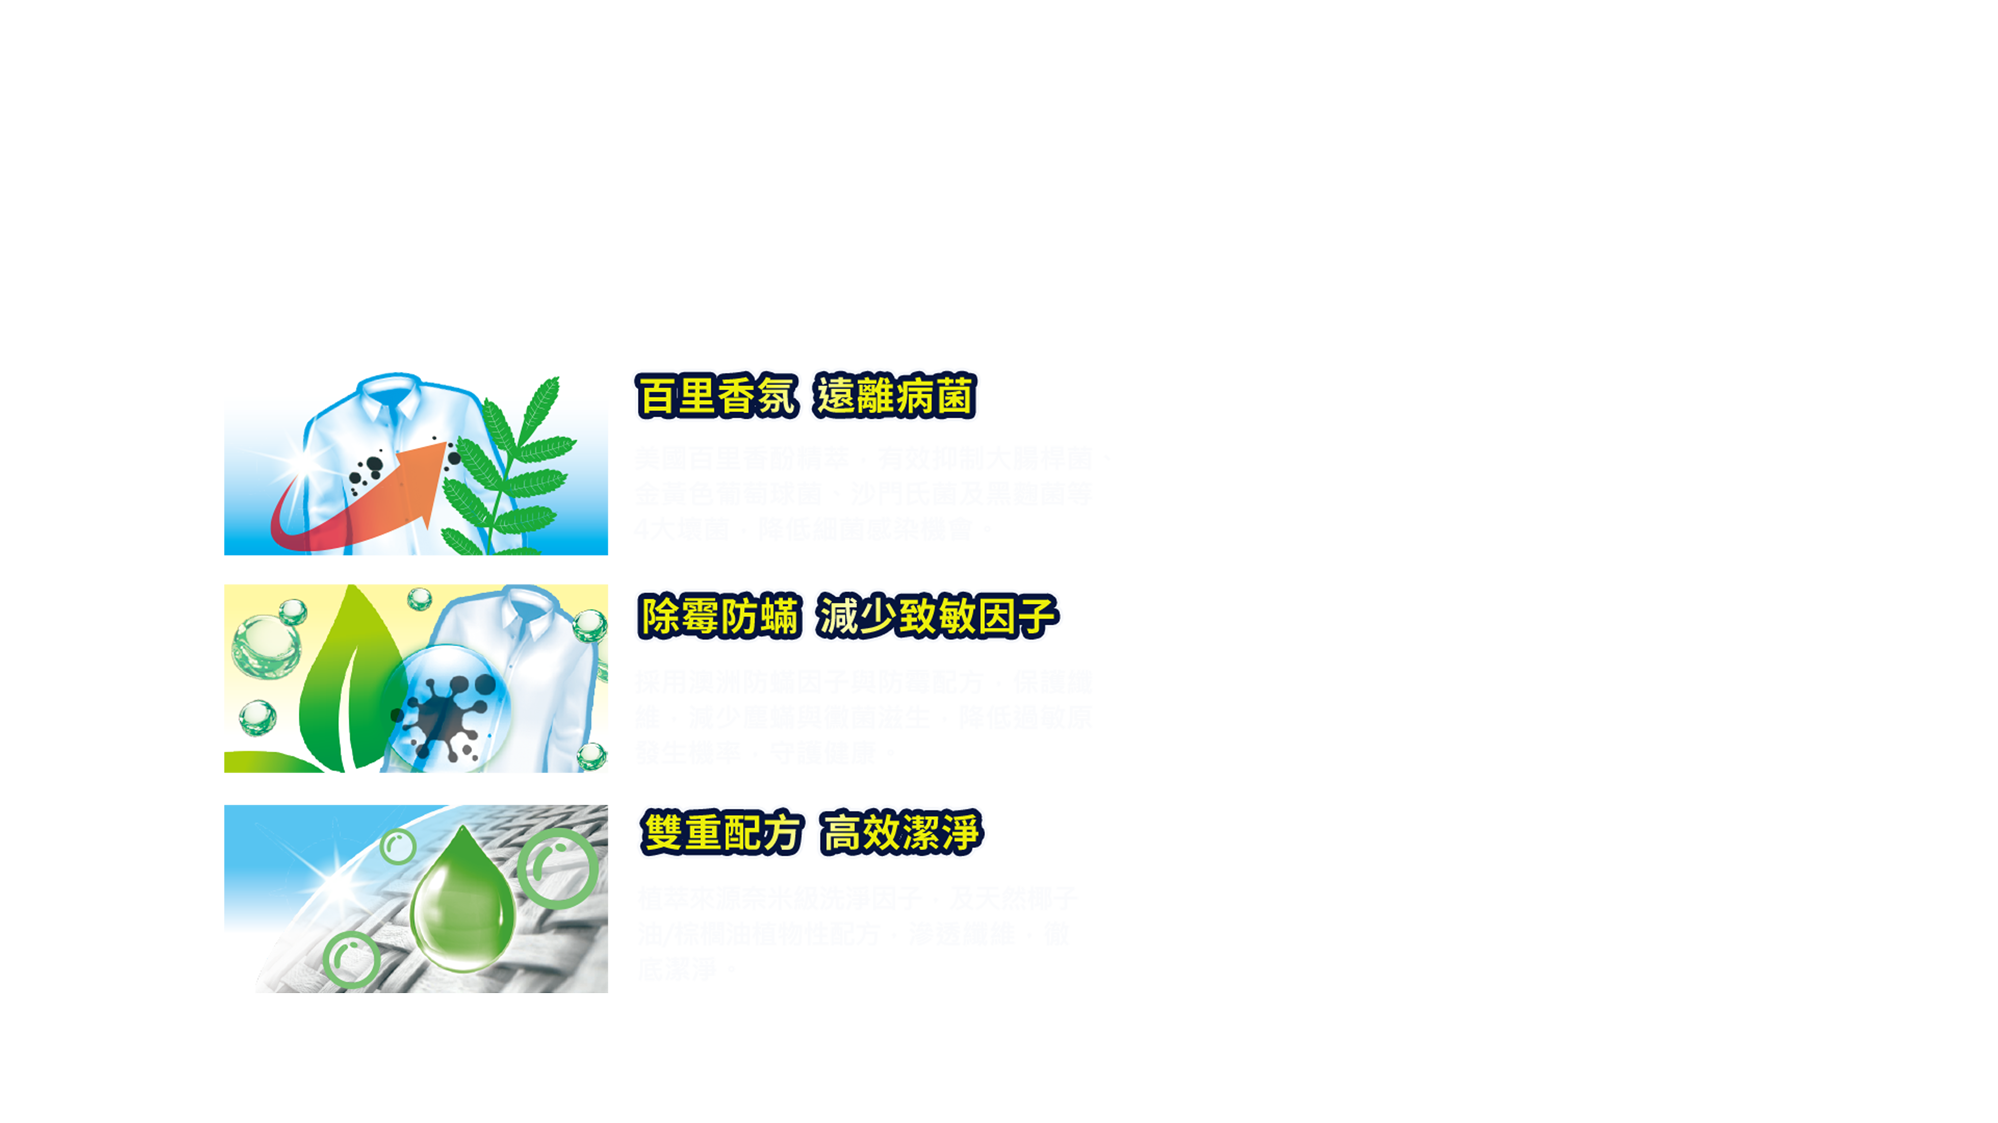 百里香氛 遠離病菌
美國百里香酚精萃，有效抑制大腸桿菌、
金黃色葡萄球菌、沙門氏菌及黑麴菌等
4大壞菌，降低細菌感染機會。
除霉防蟎 減少致敏因子
採用澳洲防蟎因子與防霉配方，保護纖
維，減少塵蟎與黴菌滋生，降低過敏原
發生機率，守護健康。
雙重配方 高效潔淨
植萃來源奈米級洗淨因子，及天然椰子
油/棕櫚油植物性配方，滲透纖維，徹
底潔淨。